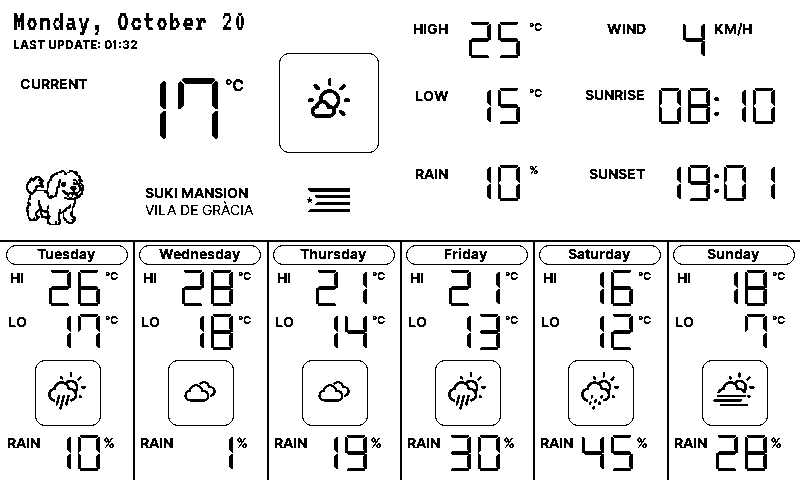 Monday, October 20
LAST UPDATE: 01:32
CURRENT 17 °C
SUKI MANSION
VILA DE GRÀCIA
HIGH 25 °C
LOW 15 °C
RAIN 10 %
WIND 4 KM/H
SUNRISE 08:10
SUNSET 19:01
Tuesday
HI 26 °C
LO 17 °C
RAIN 10 %
Wednesday
HI 28 °C
LO 18 °C
RAIN 1 %
Thursday
HI 21 °C
LO 14 °C
RAIN 19 %
Friday
HI 21 °C
LO 13 °C
RAIN 30 %
Saturday
HI 16 °C
LO 12 °C
RAIN 45 %
Sunday
HI 18 °C
LO 7 °C
RAIN 28 %